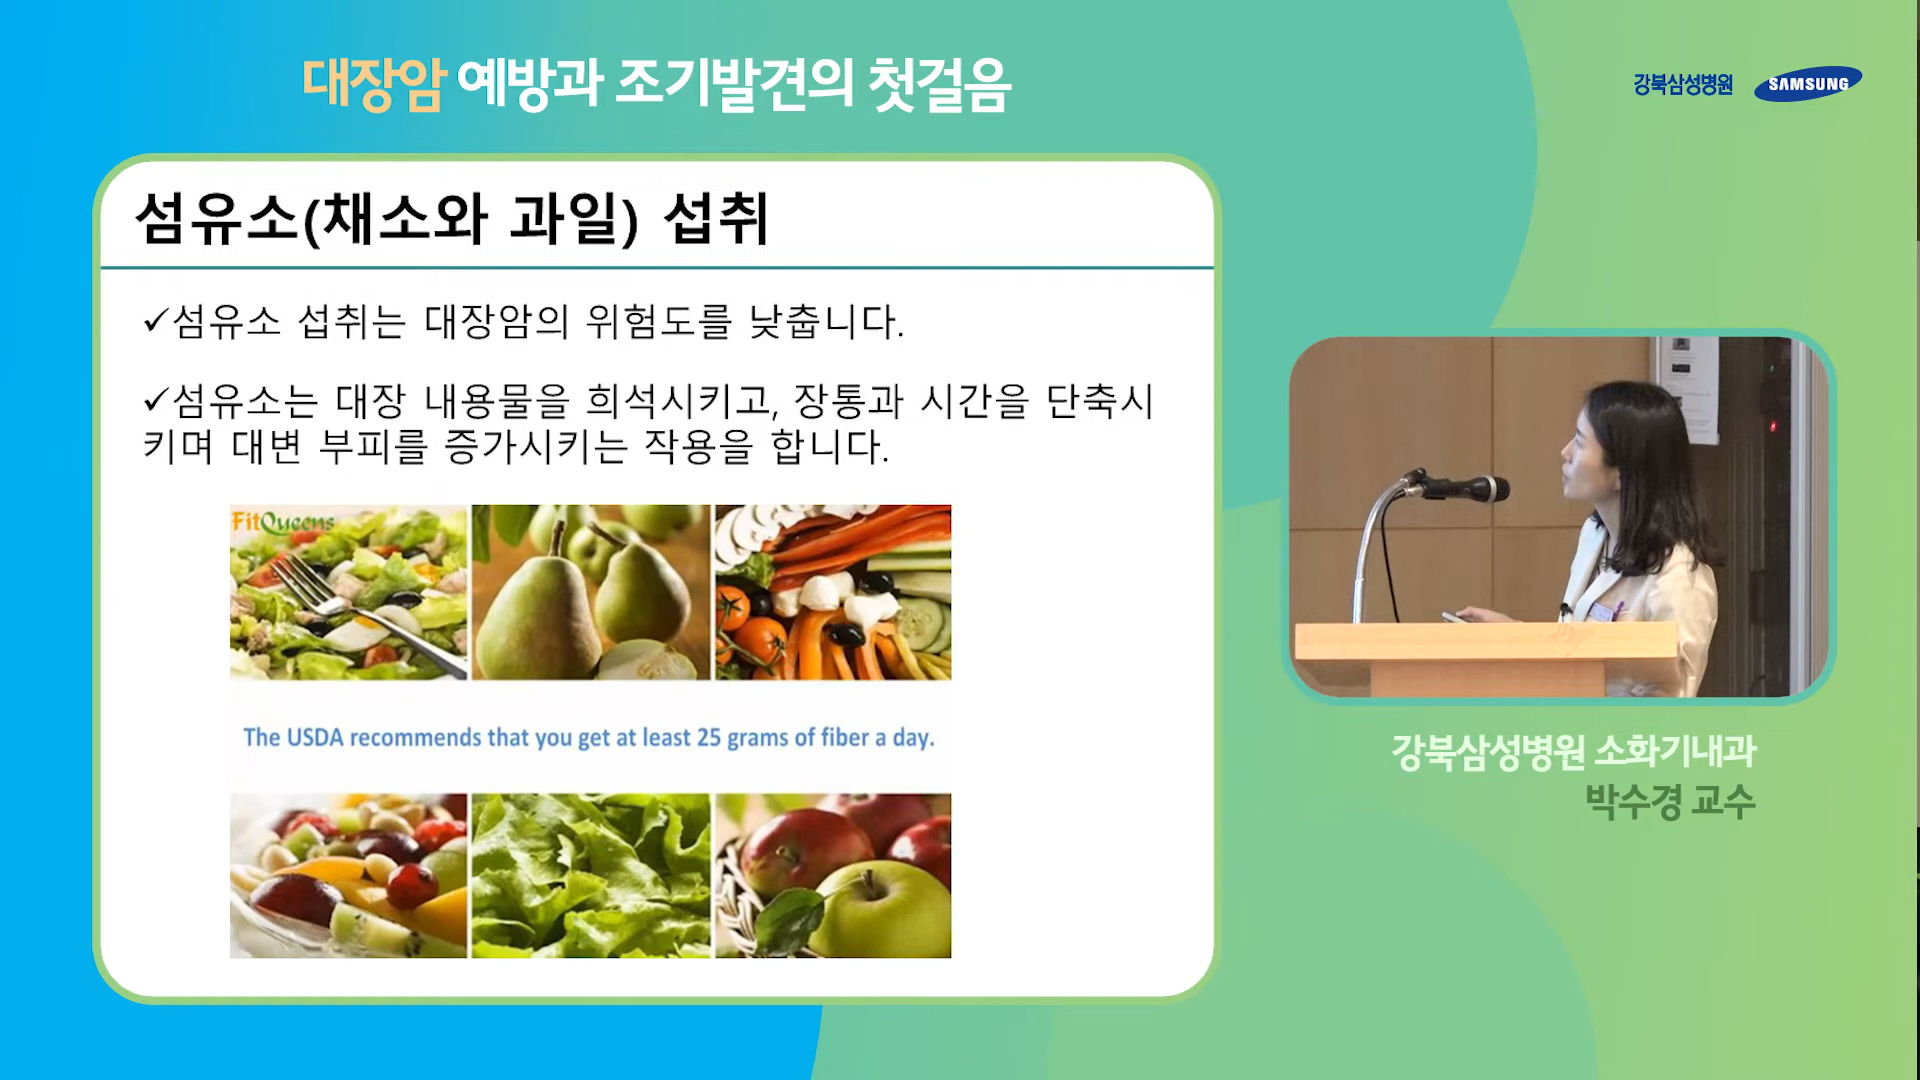 대장암 예방과 조기발견의 첫걸음
강북삼성병원 SAMSUNG
섬유소(채소와 과일) 섭취
✓섬유소 섭취는 대장암의 위험도를 낮춥니다.
✓섬유소는 대장 내용물을 희석시키고, 장통과 시간을 단축시
키며 대변 부피를 증가시키는 작용을 합니다.
FitQueens
The USDA recommends that you get at least 25 grams of fiber a day.
강북삼성병원 소화기내과
박수경 교수